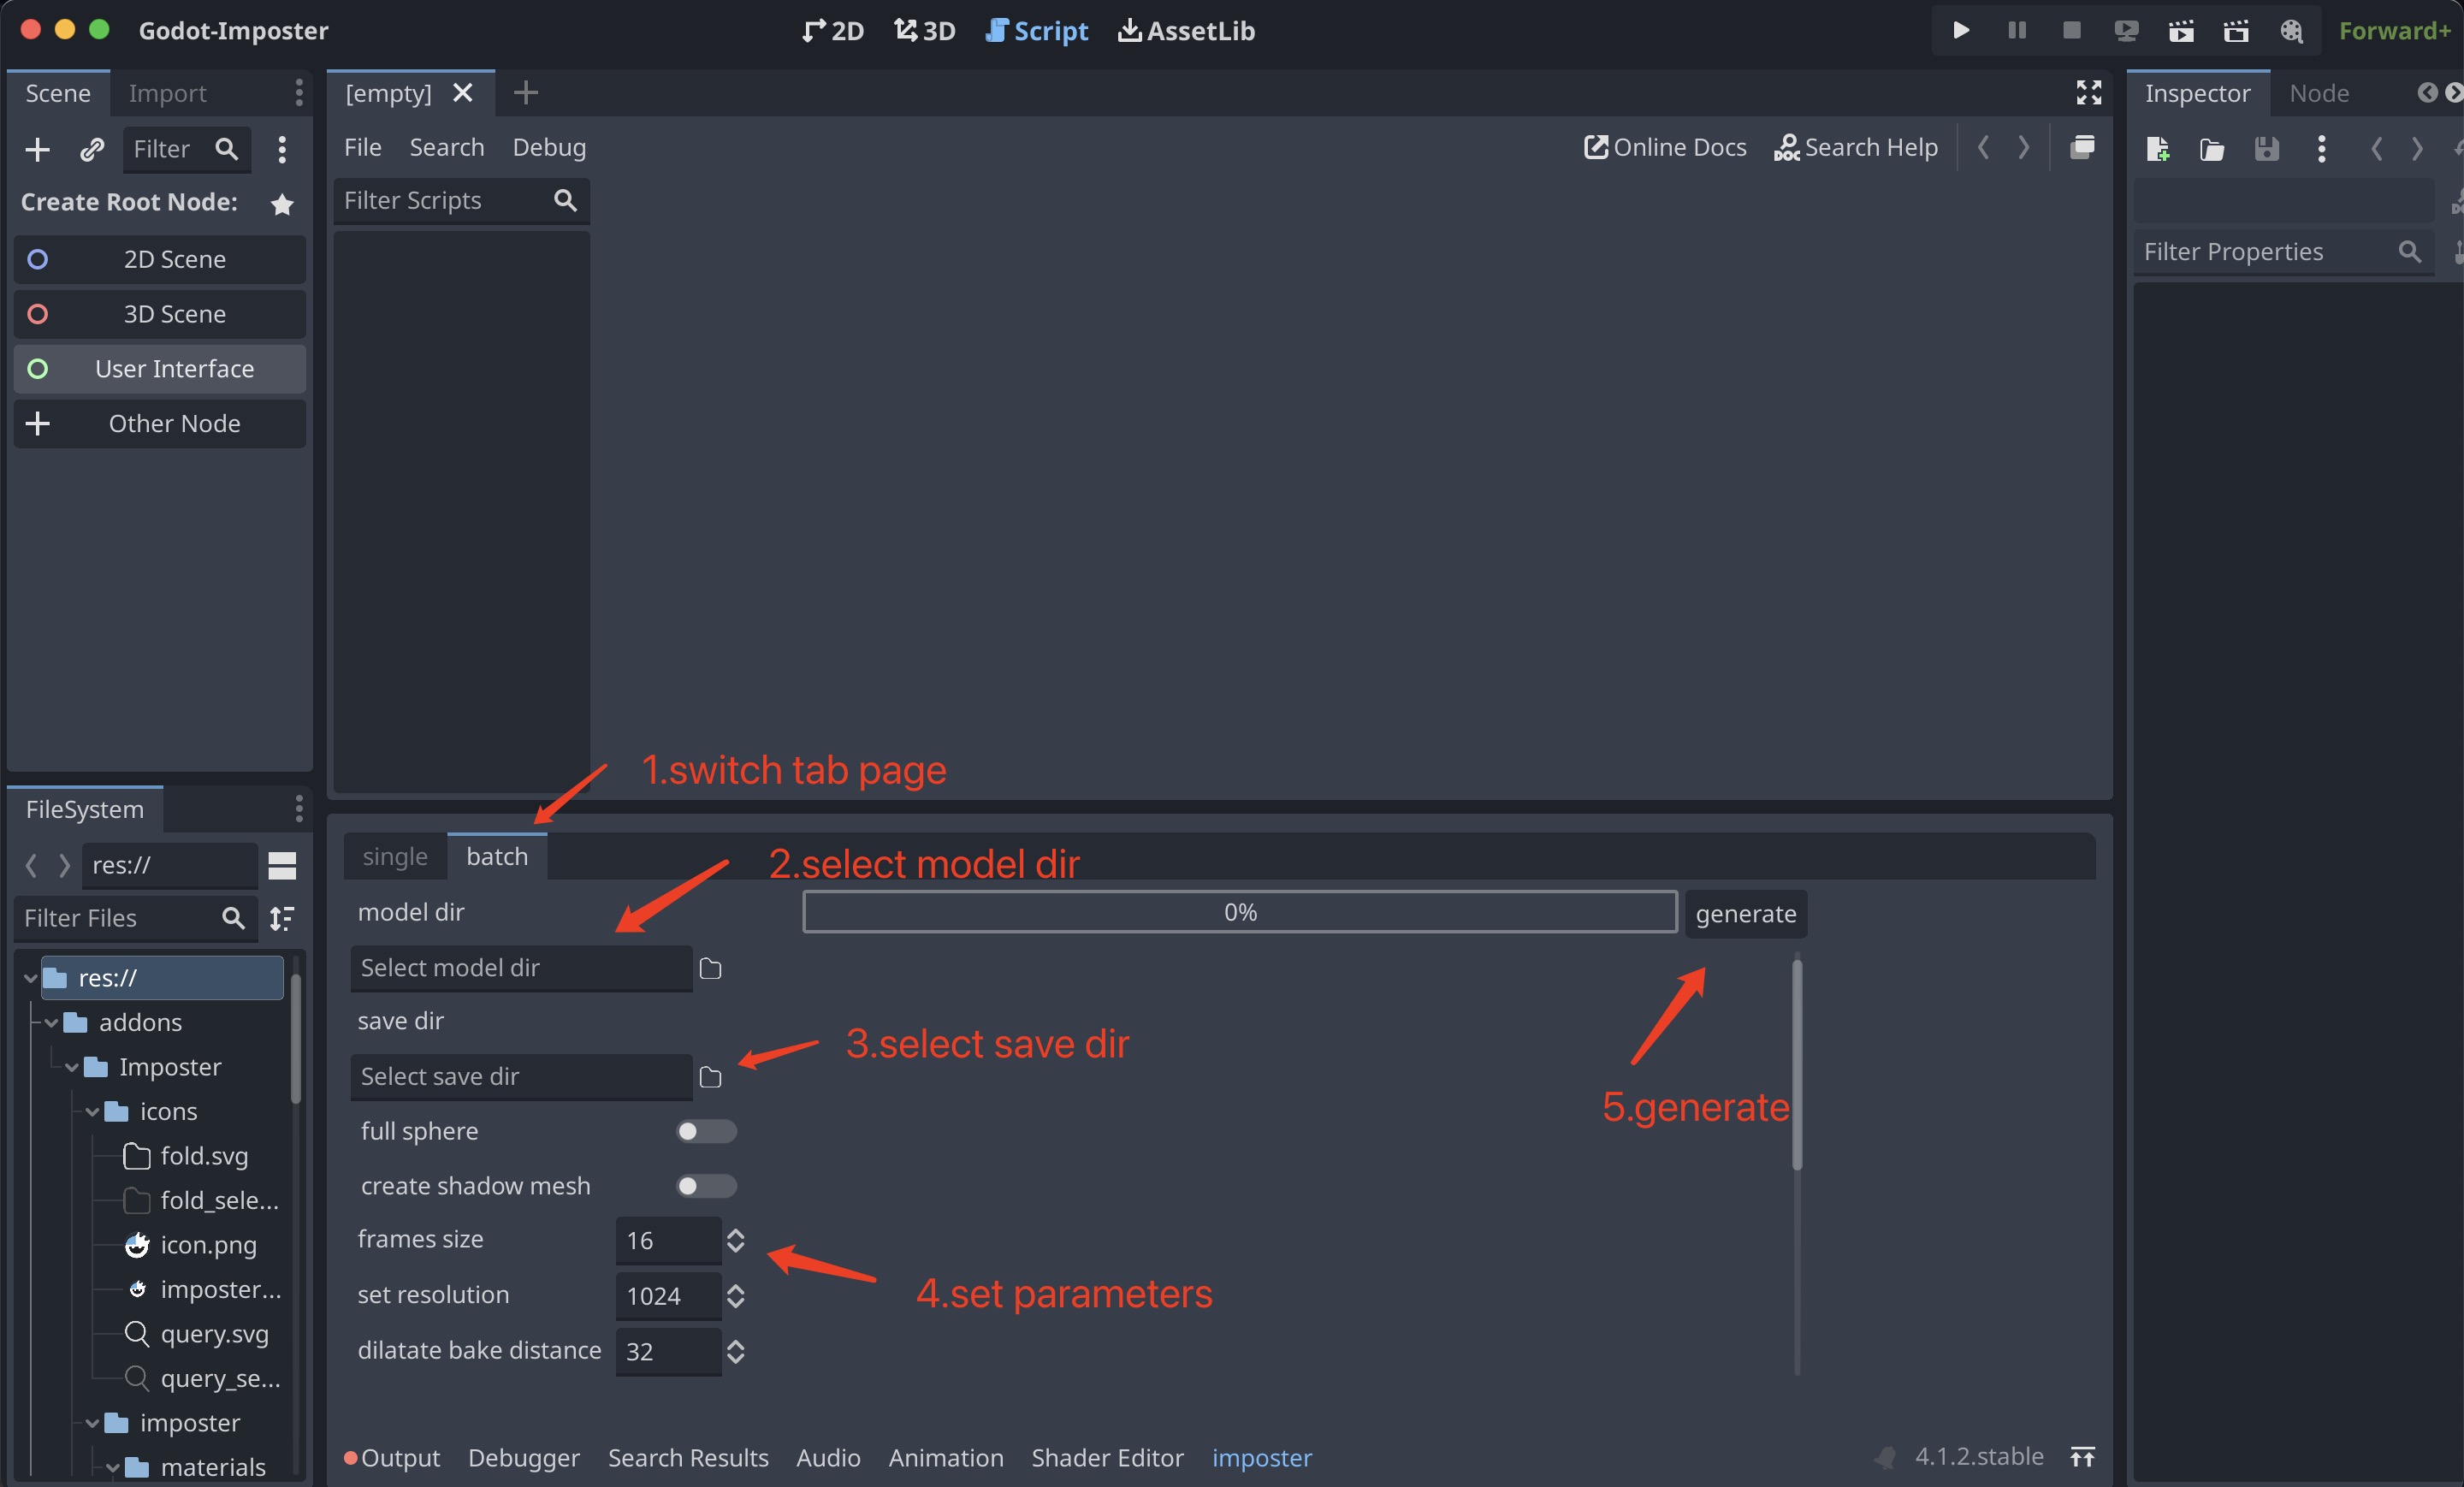 Godot-Imposter
2D 3D Script AssetLib
Forward+
Scene Import
Filter
Create Root Node:
2D Scene
3D Scene
User Interface
Other Node
[empty]
File Search Debug
Online Docs Search Help
Filter Scripts
Inspector Node
Filter Properties
FileSystem
res://
Filter Files
res://
addons
Imposter
icons
fold.svg
fold_sele...
icon.png
imposter...
query.svg
query_se...
imposter
materials
1.switch tab page
single batch
2.select model dir
model dir
0%
generate
Select model dir
save dir
3.select save dir
Select save dir
5.generate
full sphere
create shadow mesh
frames size 16
4.set parameters
set resolution 1024
dilatate bake distance 32
Output Debugger Search Results Audio Animation Shader Editor imposter
4.1.2.stable